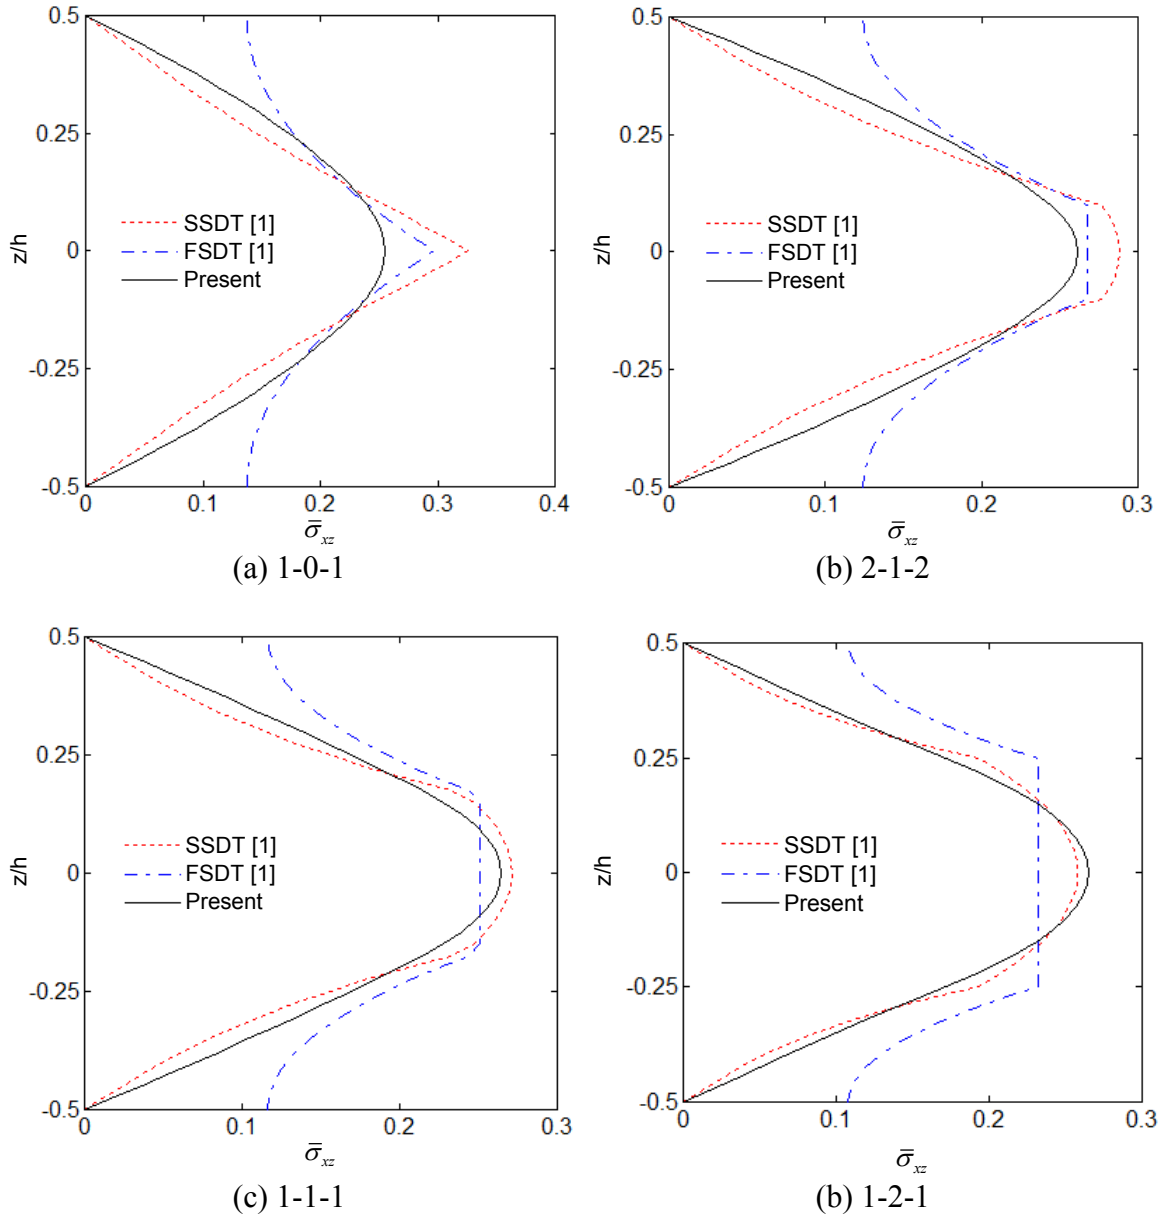 0.5
0.25
0
-0.25
-0.5
z/h
SSDT [1]
FSDT [1]
Present
0 0.1 0.2 0.3 0.4
σ̅xz
(a) 1-0-1
0.5
0.25
0
-0.25
-0.5
z/h
SSDT [1]
FSDT [1]
Present
0 0.1 0.2 0.3
σ̅xz
(b) 2-1-2
0.5
0.25
0
-0.25
-0.5
z/h
SSDT [1]
FSDT [1]
Present
0 0.1 0.2 0.3
σ̅xz
(c) 1-1-1
0.5
0.25
0
-0.25
-0.5
z/h
SSDT [1]
FSDT [1]
Present
0 0.1 0.2 0.3
σ̅xz
(b) 1-2-1